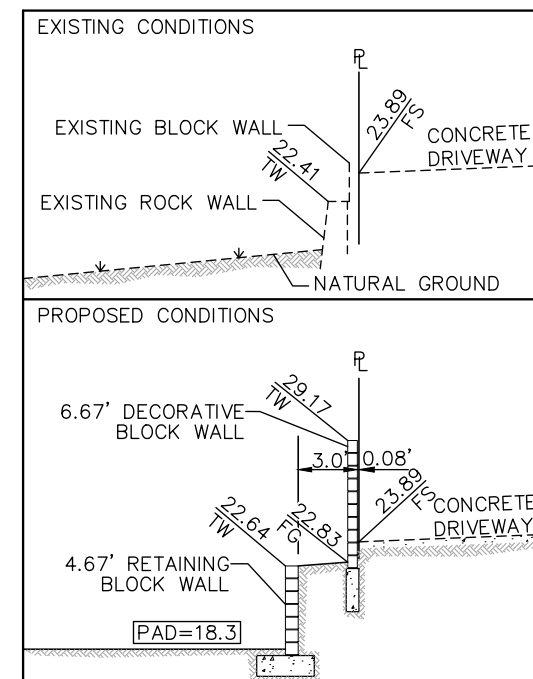 EXISTING CONDITIONS
℄
EXISTING BLOCK WALL
23.89
FS
CONCRETE
DRIVEWAY
22.41
TW
EXISTING ROCK WALL
NATURAL GROUND
PROPOSED CONDITIONS
PL
29.17
TW
6.67' DECORATIVE
BLOCK WALL
3.0'
0.08'
23.89
FS
CONCRETE
DRIVEWAY
22.64
TW
22.83
FG
4.67' RETAINING
BLOCK WALL
PAD=18.3